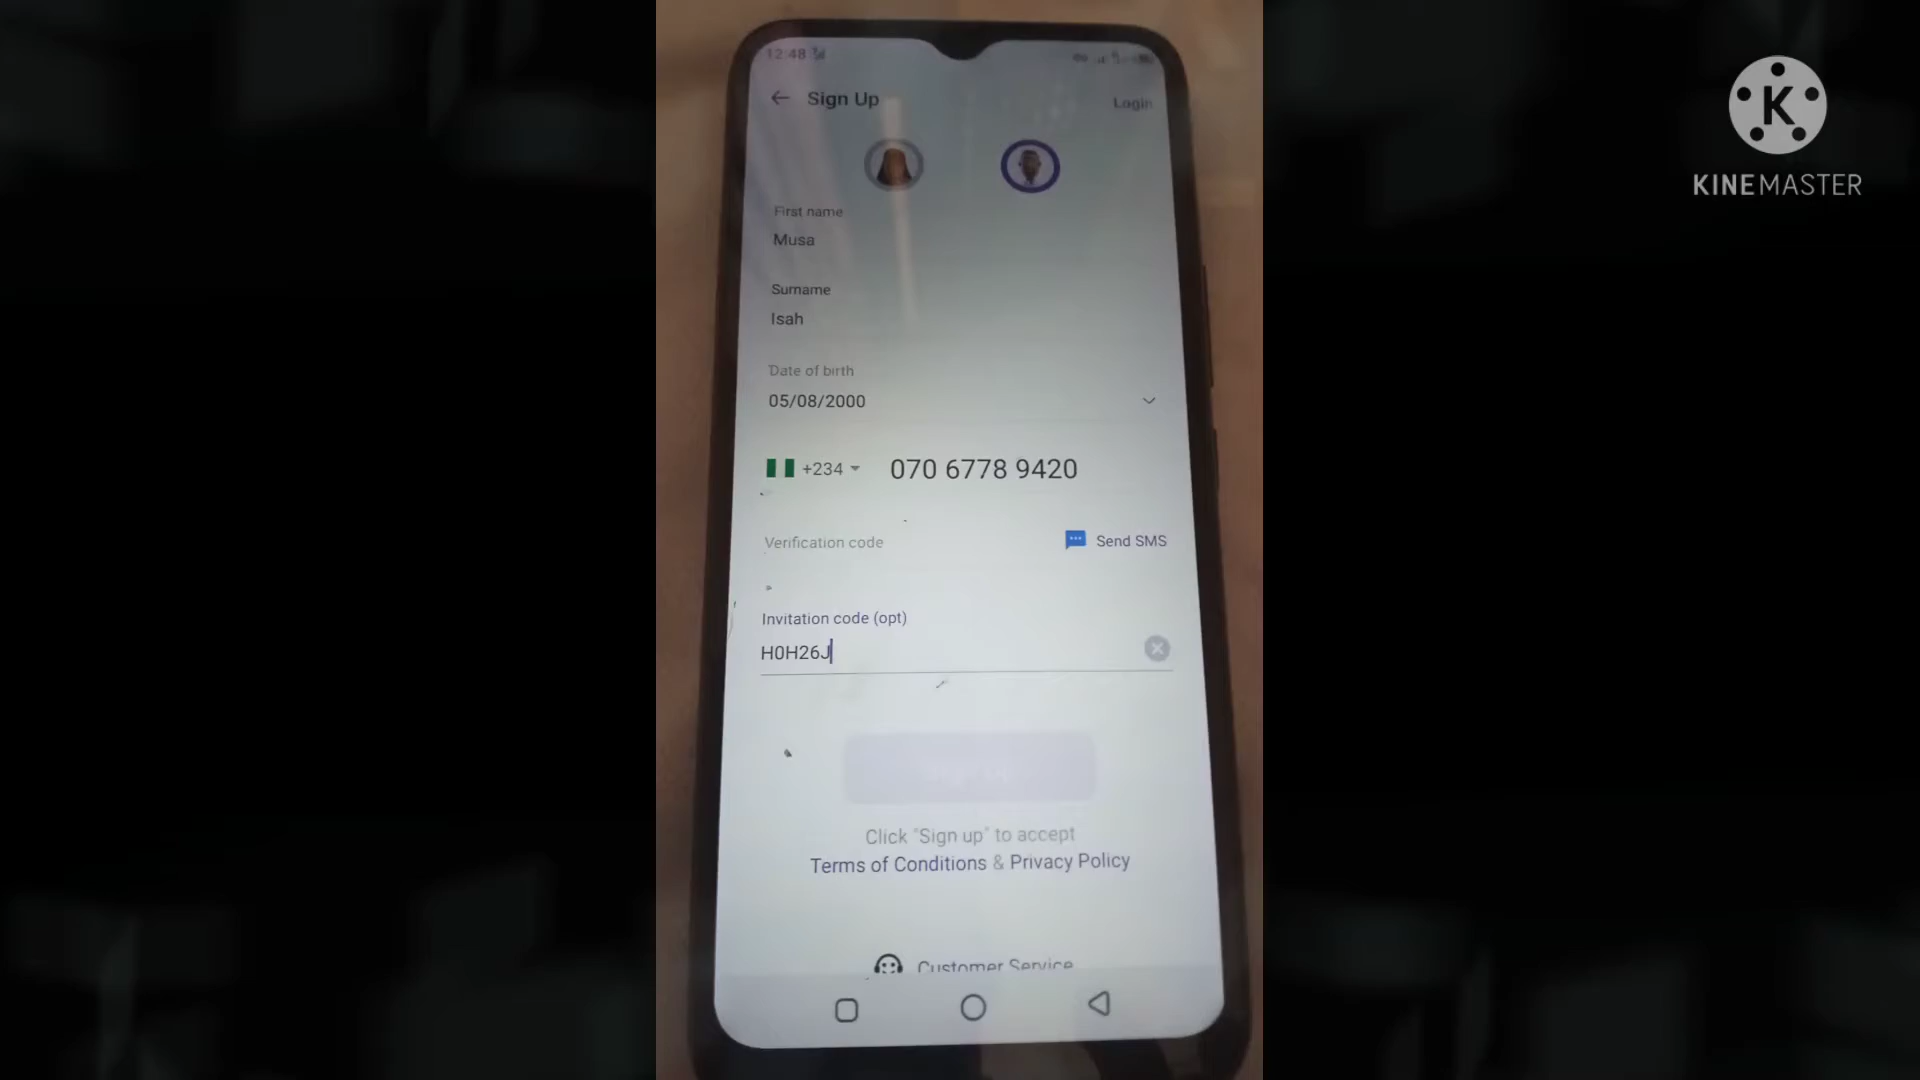 12:48
Sign Up
Login
First name
Musa
Surname
Isah
Date of birth
05/08/2000
+234 070 6778 9420
Verification code
Send SMS
Invitation code (opt)
H0H26J
Click "Sign up" to accept
Terms of Conditions & Privacy Policy
Customer Service
K
KINEMASTER